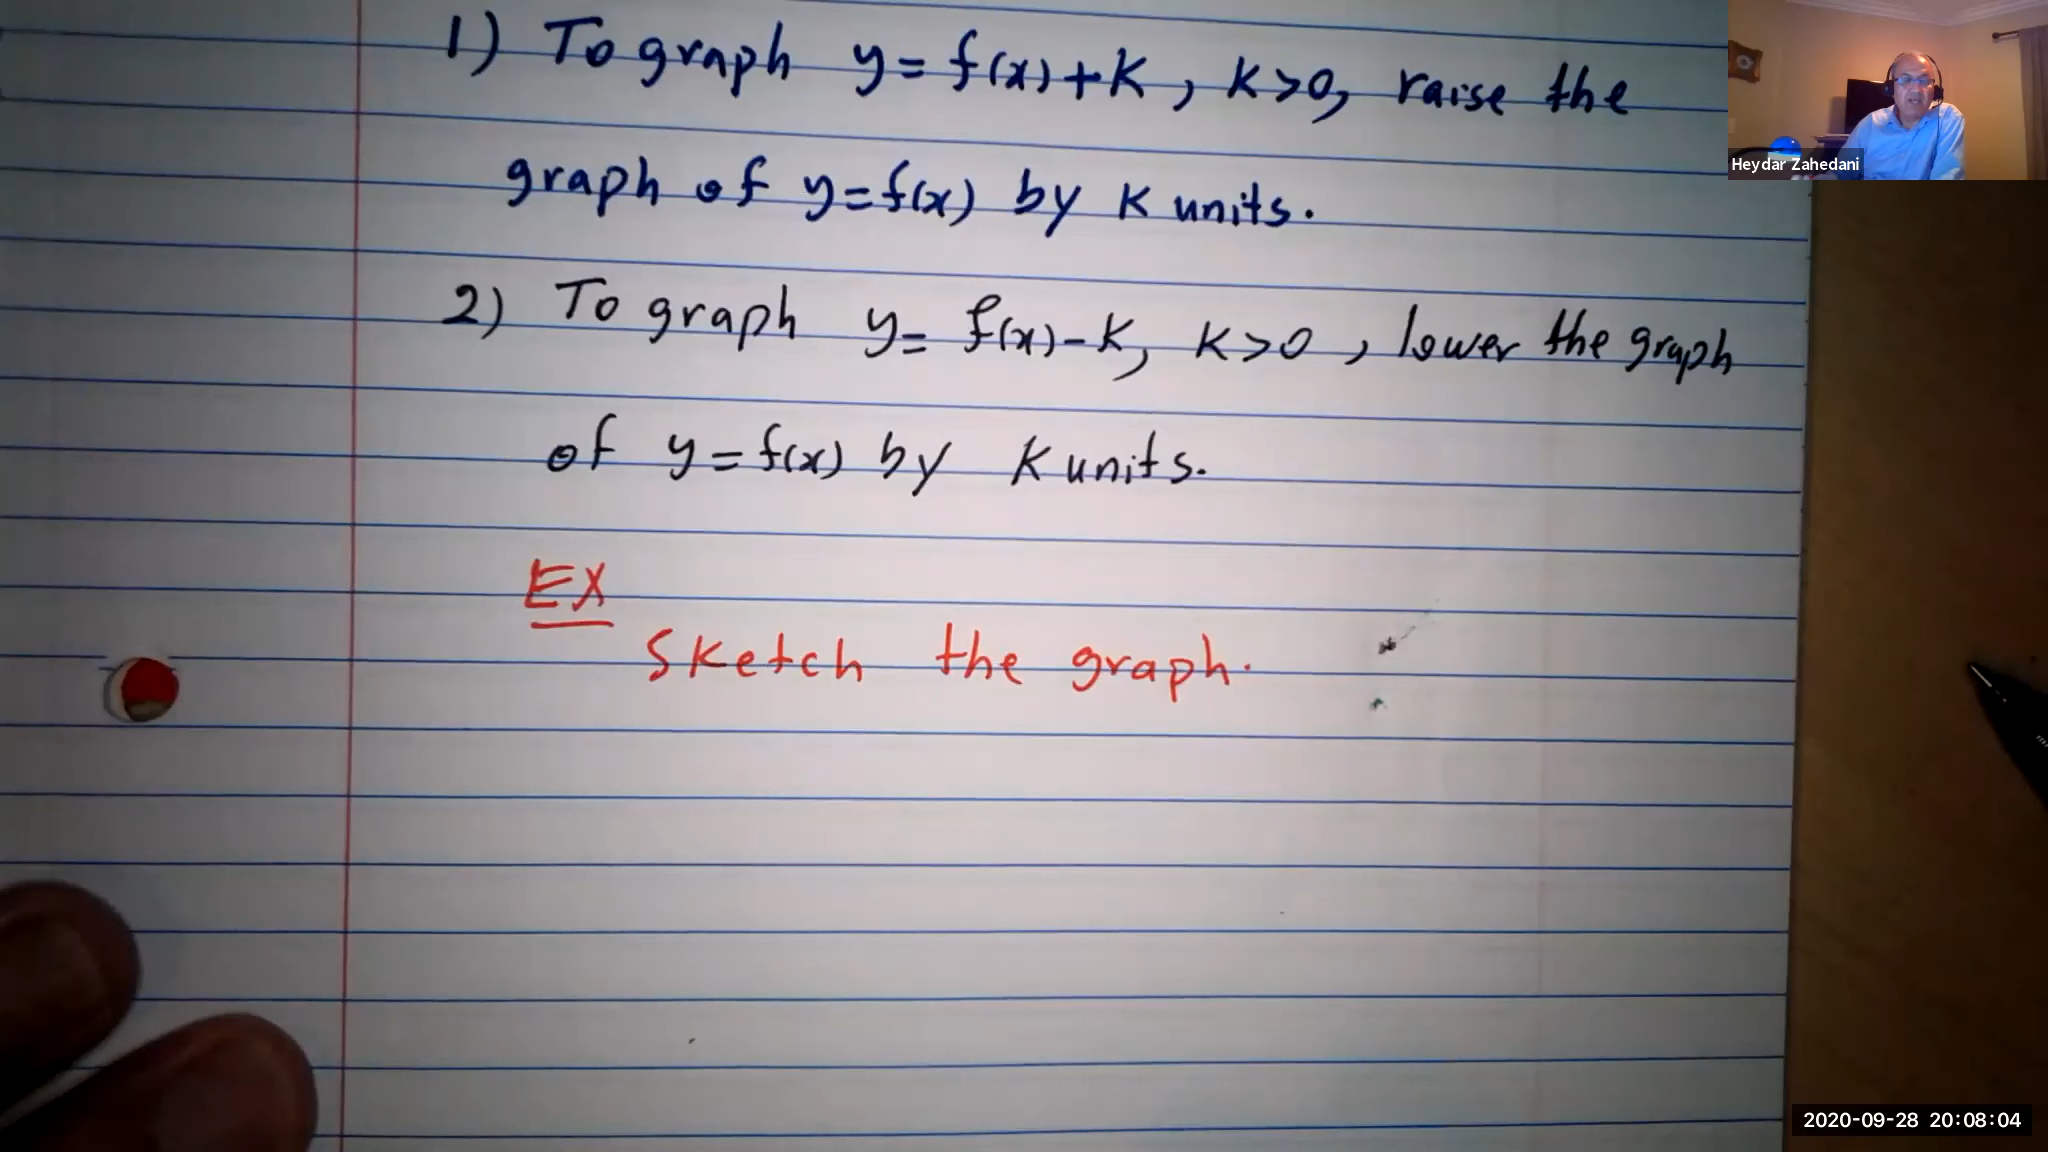 1) To graph y = f(x) + K, K > 0, raise the
graph of y = f(x) by K units.
2) To graph y = f(x) - K, K > 0, lower the graph
of y = f(x) by K units.
EX
Sketch the graph.
Heydar Zahedani
2020-09-28 20:08:04